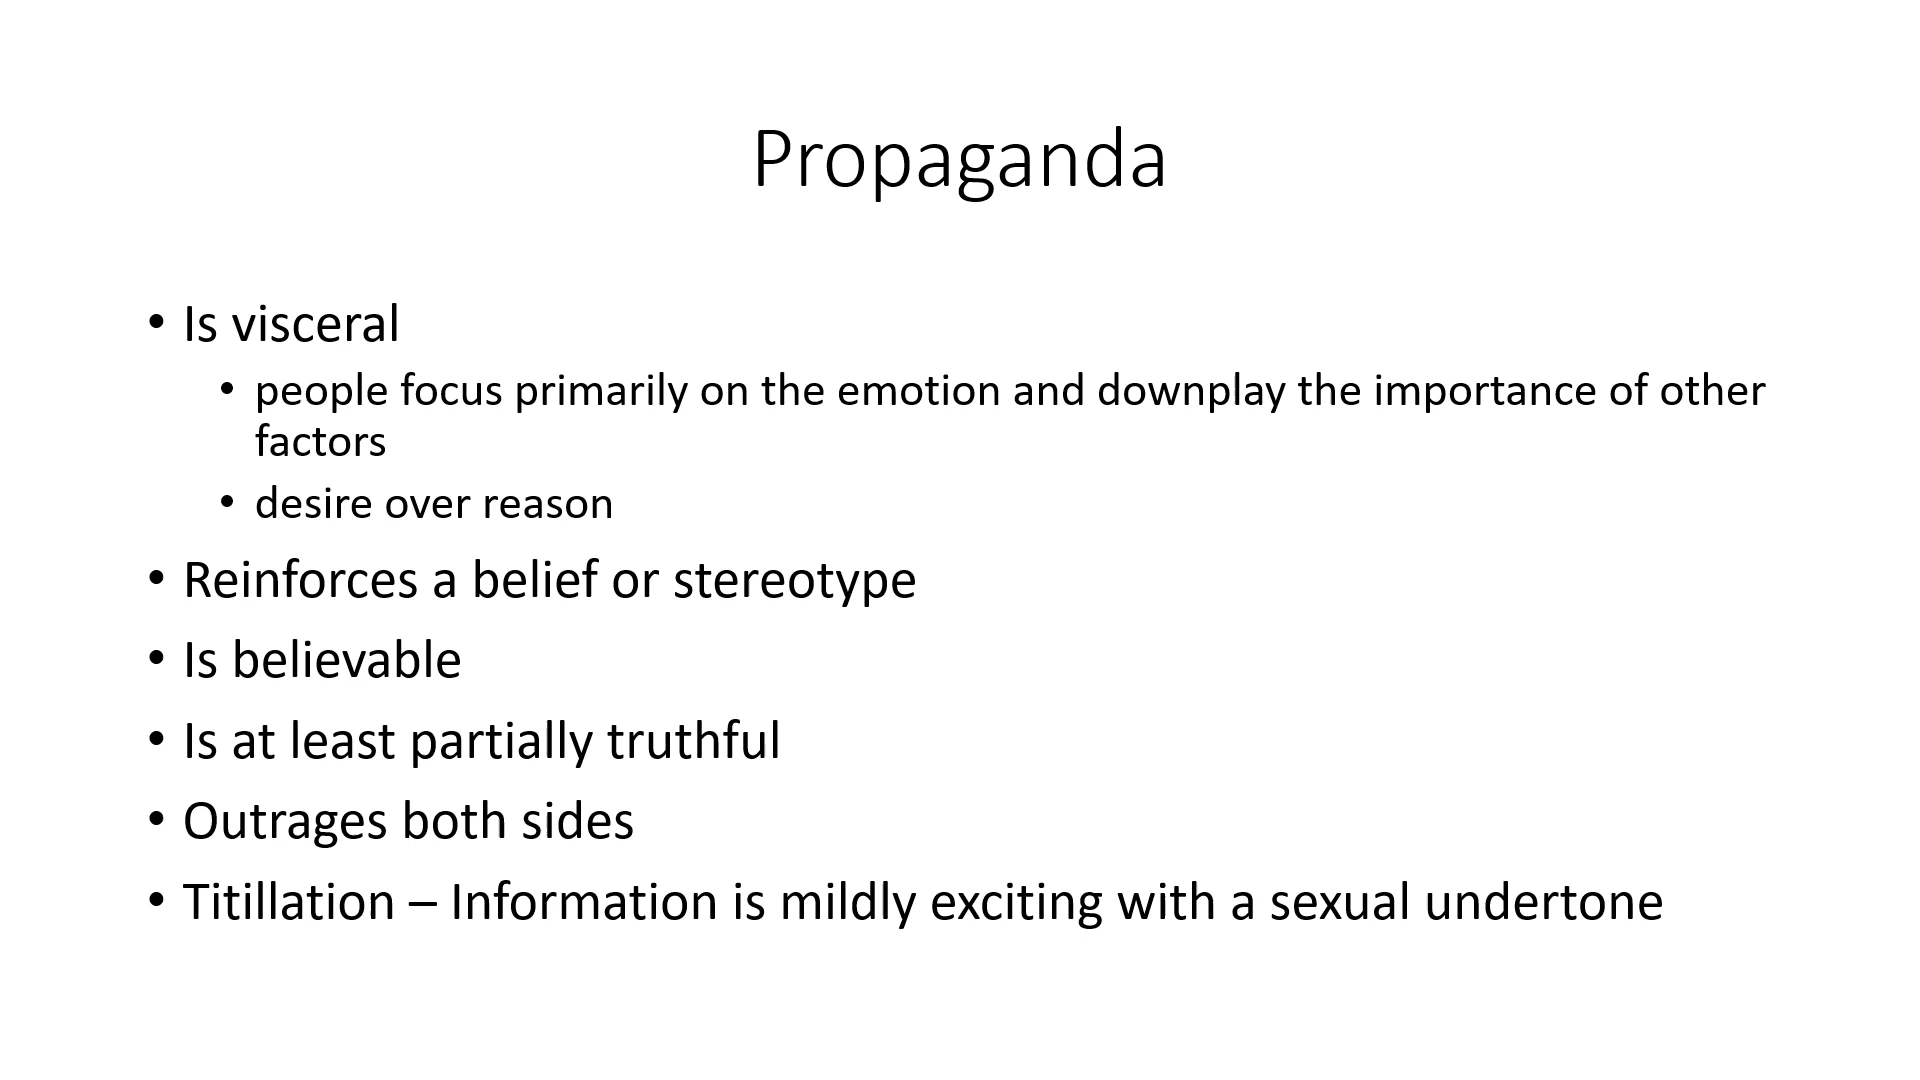 Propaganda
• Is visceral
• people focus primarily on the emotion and downplay the importance of other
factors
• desire over reason
• Reinforces a belief or stereotype
• Is believable
• Is at least partially truthful
• Outrages both sides
• Titillation – Information is mildly exciting with a sexual undertone